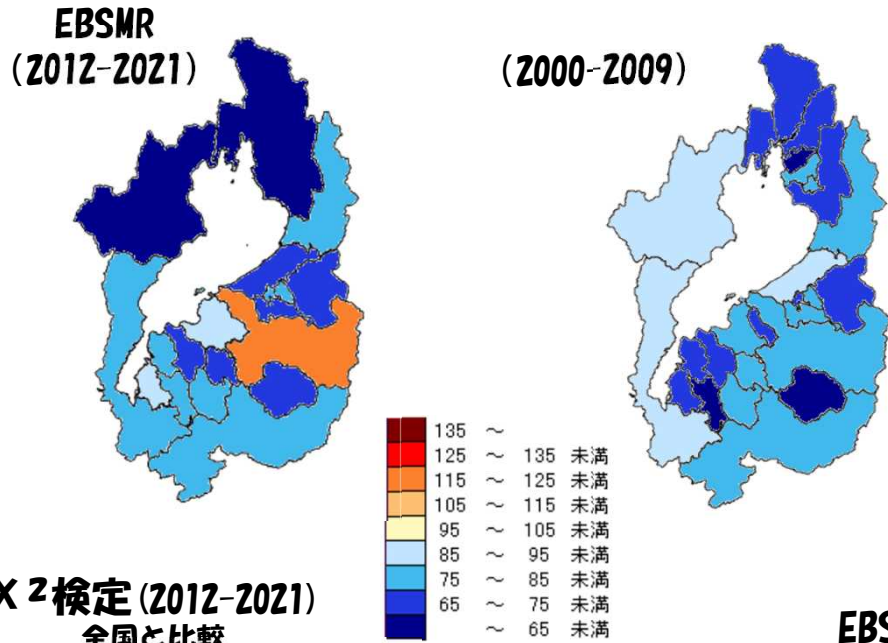 EBSMR
(2012-2021)
(2000-2009)
135 ～
125 ～ 135 未満
115 ～ 125 未満
105 ～ 115 未満
95 ～ 105 未満
85 ～ 95 未満
75 ～ 85 未満
65 ～ 75 未満
～ 65 未満
X²検定(2012-2021)
全国と比較
EBS